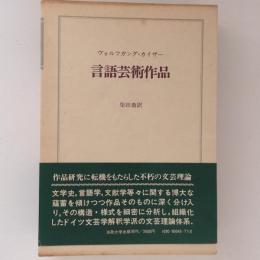 ヴォルフガング・カイザー
言語芸術作品
柴田斎訳
作品研究に転機をもたらした不朽の文芸理論
文学史、言語学、文献学等々に関する博大な
蘊蓄を傾けつつ作品そのものに深く分け入
り、その構造・様式を細密に分析し、組織化
したドイツ文芸学解釈学派の文芸理論体系。